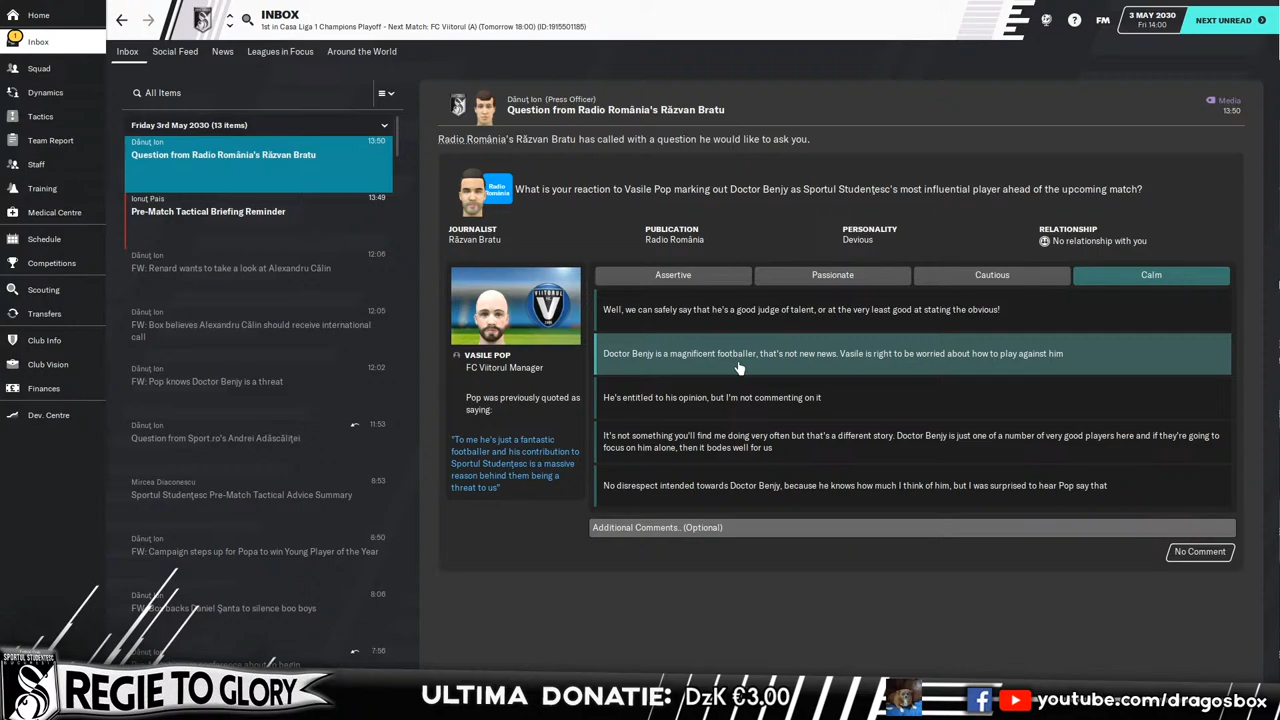 INBOX
1st in Casa Liga 1 Champions Playoff - Next Match: FC Viitorul (A) (Tomorrow 18:00) (ID:1915501185)
FM
3 MAY 2030
Fri 14:00
NEXT UNREAD
1
Home
Inbox
Squad
Dynamics
Tactics
Team Report
Staff
Training
Medical Centre
Schedule
Competitions
Scouting
Transfers
Club Info
Club Vision
Finances
Dev. Centre
Inbox
Social Feed
News
Leagues in Focus
Around the World
All Items
Friday 3rd May 2030 (13 items)
Dănuț Ion
13:50
Question from Radio România's Răzvan Bratu
Ionuț Pais
13:49
Pre-Match Tactical Briefing Reminder
Dănuț Ion
12:06
FW: Renard wants to take a look at Alexandru Călin
Dănuț Ion
12:05
FW: Box believes Alexandru Călin should receive international
call
Dănuț Ion
12:02
FW: Pop knows Doctor Benjy is a threat
Dănuț Ion
11:53
Question from Sport.ro's Andrei Adăscăliței
Mircea Diaconescu
8:53
Sportul Studențesc Pre-Match Tactical Advice Summary
Dănuț Ion
8:50
FW: Campaign steps up for Popa to win Young Player of the Year
Dănuț Ion
8:06
FW: Box backs Daniel Șanta to silence boo boys
7:56
Dănuț Ion (Press Officer)
Question from Radio România's Răzvan Bratu
Media
13:50
Radio România's Răzvan Bratu has called with a question he would like to ask you.
Radio
România
What is your reaction to Vasile Pop marking out Doctor Benjy as Sportul Studențesc's most influential player ahead of the upcoming match?
JOURNALIST
Răzvan Bratu
PUBLICATION
Radio România
PERSONALITY
Devious
RELATIONSHIP
No relationship with you
VIITORUL
VASILE POP
FC Viitorul Manager
Pop was previously quoted as
saying:
"To me he's just a fantastic
footballer and his contribution to
Sportul Studențesc is a massive
reason behind them being a
threat to us"
Assertive
Passionate
Cautious
Calm
Well, we can safely say that he's a good judge of talent, or at the very least good at stating the obvious!
Doctor Benjy is a magnificent footballer, that's not new news. Vasile is right to be worried about how to play against him
He's entitled to his opinion, but I'm not commenting on it
It's not something you'll find me doing very often but that's a different story. Doctor Benjy is just one of a number of very good players here and if they're going to
focus on him alone, then it bodes well for us
No disrespect intended towards Doctor Benjy, because he knows how much I think of him, but I was surprised to hear Pop say that
Additional Comments.. (Optional)
No Comment
SPORTUL STUDENȚESC
REGIE TO GLORY
ULTIMA DONATIE: DzK €3.00
youtube.com/dragosbox